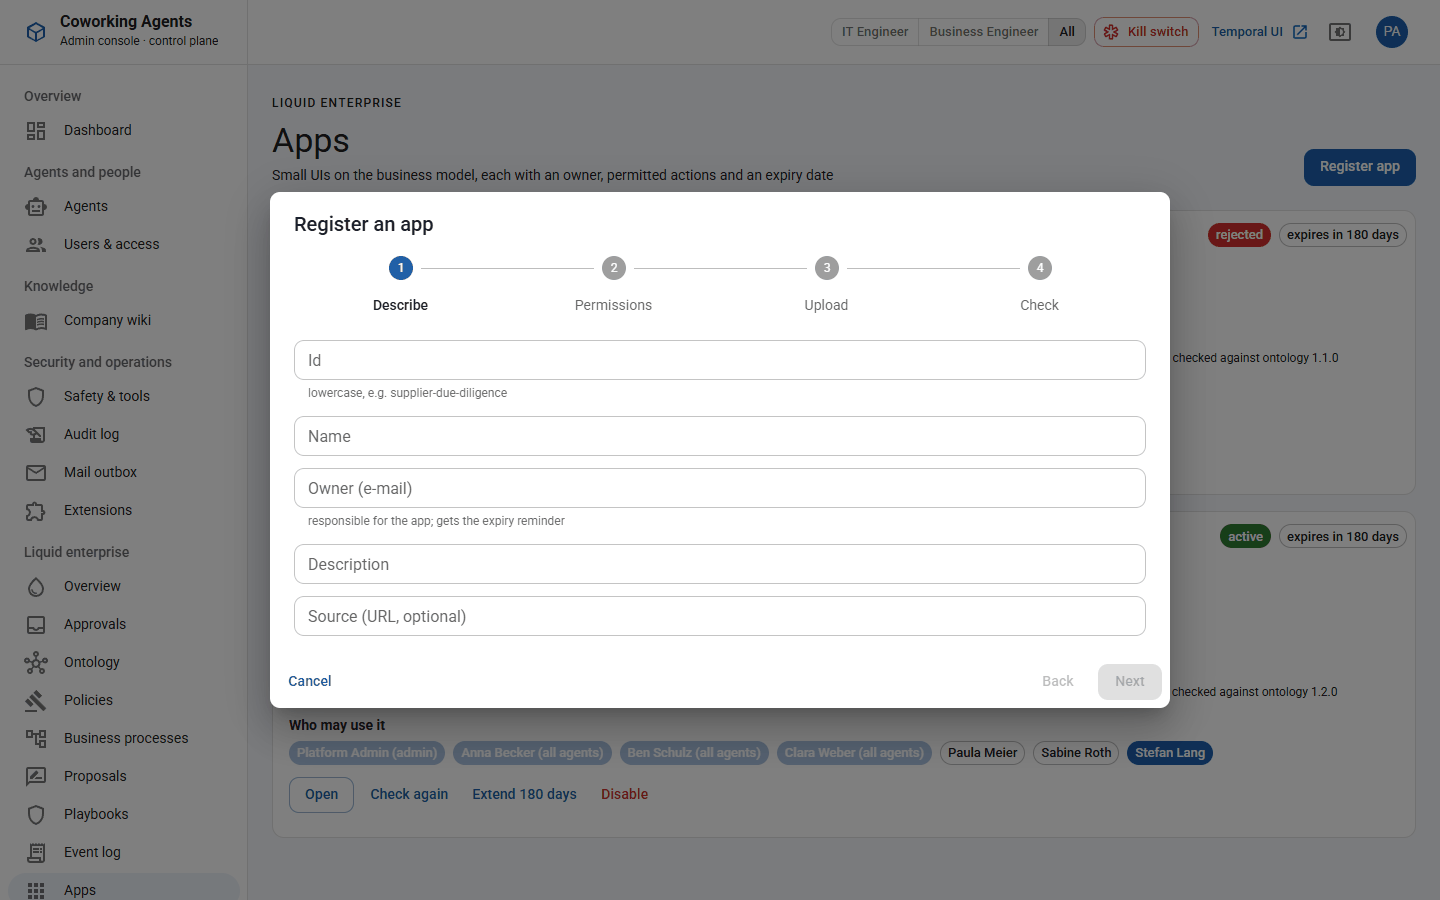 Coworking Agents
Admin console · control plane
IT Engineer
Business Engineer
All
Kill switch
Temporal UI
PA
Overview
Dashboard
Agents and people
Agents
Users & access
Knowledge
Company wiki
Security and operations
Safety & tools
Audit log
Mail outbox
Extensions
Liquid enterprise
Overview
Approvals
Ontology
Policies
Business processes
Proposals
Playbooks
Event log
Apps
LIQUID ENTERPRISE
Apps
Small UIs on the business model, each with an owner, permitted actions and an expiry date
Register app
rejected
expires in 180 days
checked against ontology 1.1.0
active
expires in 180 days
checked against ontology 1.2.0
Register an app
1
2
3
4
Describe
Permissions
Upload
Check
Id
lowercase, e.g. supplier-due-diligence
Name
Owner (e-mail)
responsible for the app; gets the expiry reminder
Description
Source (URL, optional)
Cancel
Back
Next
Who may use it
Platform Admin (admin)
Anna Becker (all agents)
Ben Schulz (all agents)
Clara Weber (all agents)
Paula Meier
Sabine Roth
Stefan Lang
Open
Check again
Extend 180 days
Disable